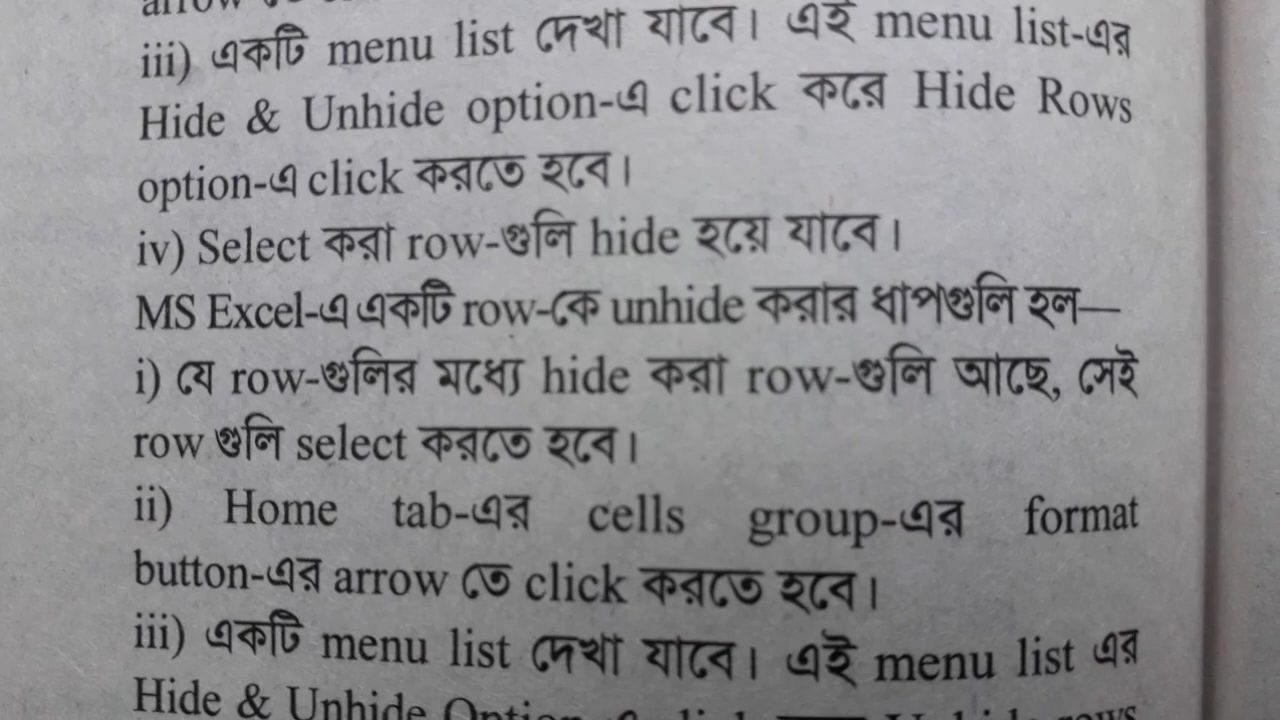 arrow
iii) একটি menu list দেখা যাবে। এই menu list-এর
Hide & Unhide option-এ click করে Hide Rows
option-এ click করতে হবে।
iv) Select করা row-গুলি hide হয়ে যাবে।
MS Excel-এ একটি row-কে unhide করার ধাপগুলি হল—
i) যে row-গুলির মধ্যে hide করা row-গুলি আছে, সেই
row গুলি select করতে হবে।
ii) Home tab-এর cells group-এর format
button-এর arrow তে click করতে হবে।
iii) একটি menu list দেখা যাবে। এই menu list এর
Hide & Unhide Option